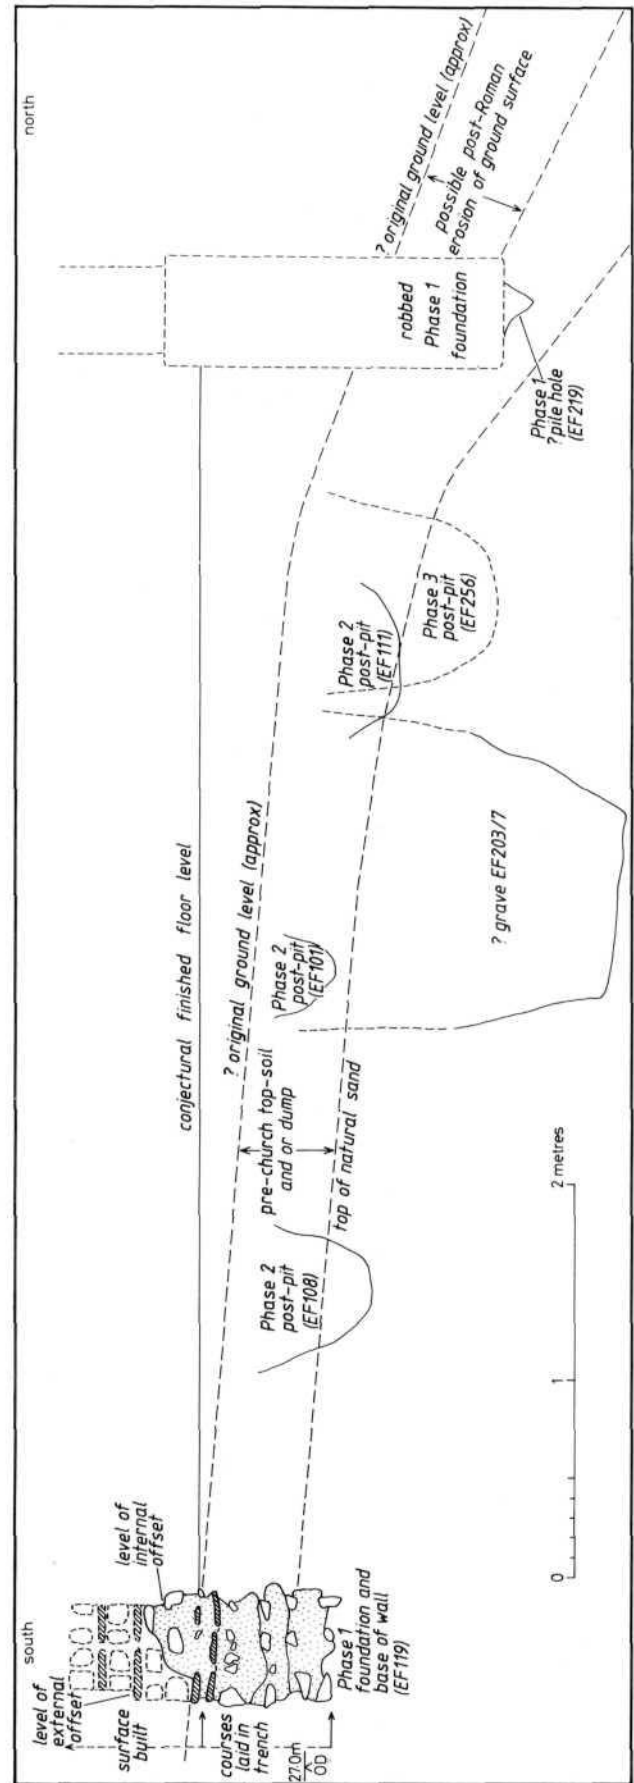 south
north
level of
external
offset
surface
built
courses
laid in
trench
27.0m
OD
level of
internal
offset
Phase 1
foundation and
base of wall
(EF119)
conjectural finished floor level
? original ground level (approx)
pre-church top-soil
and or dump
top of natural sand
Phase 2
post-pit
(EF108)
Phase 2
post-pit
(EF101)
? grave EF203/7
Phase 2
post-pit
(EF111)
Phase 3
post-pit
(EF256)
robbed
Phase 1
foundation
Phase 1
? pile hole
(EF219)
? original ground level (approx)
possible post-Roman
erosion of ground surface
0
1
2 metres